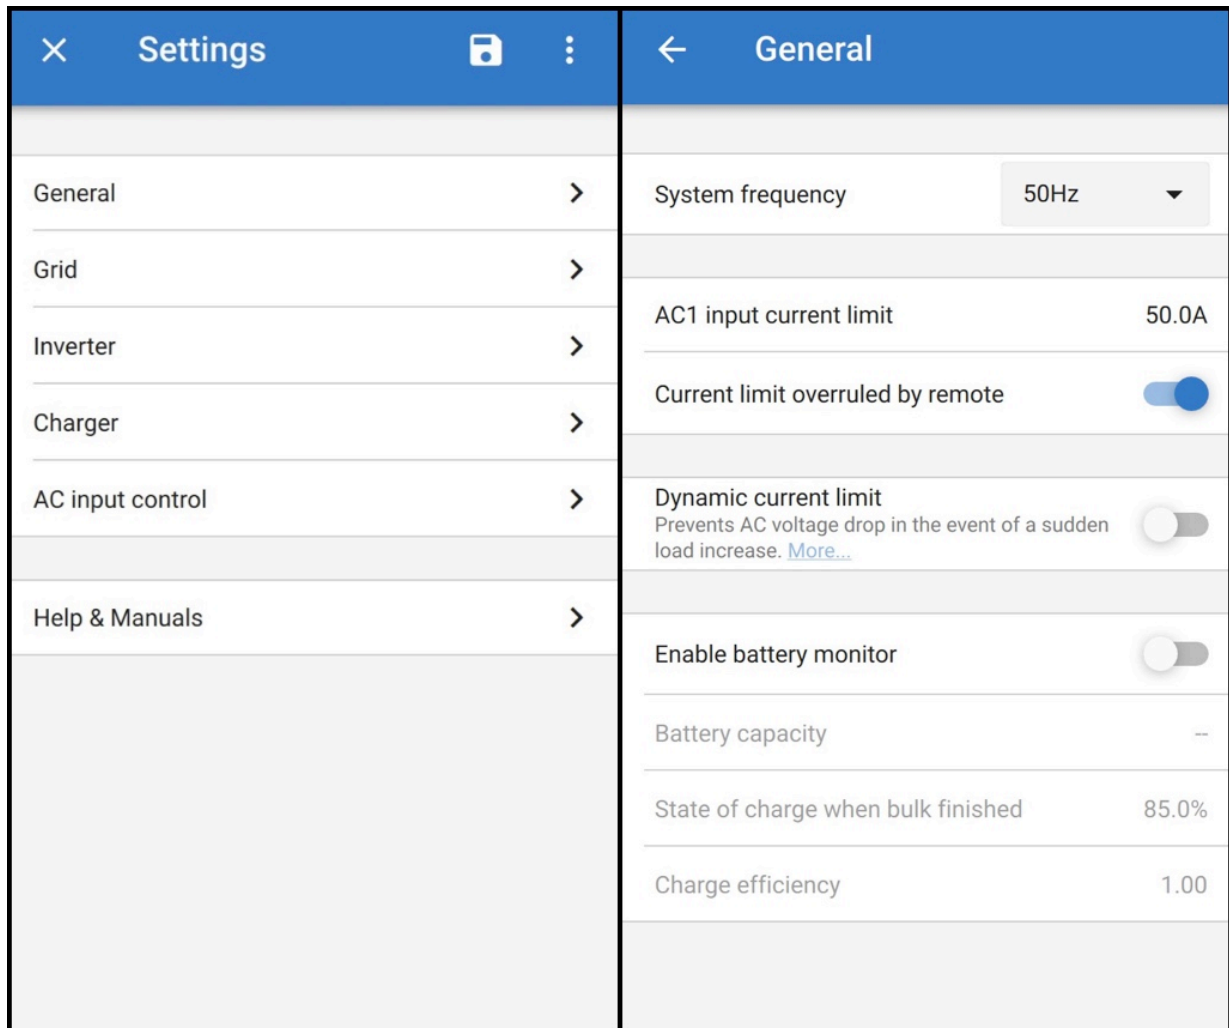 Settings
General
Grid
Inverter
Charger
AC input control
Help & Manuals
General
System frequency 50Hz
AC1 input current limit 50.0A
Current limit overruled by remote
Dynamic current limit
Prevents AC voltage drop in the event of a sudden
load increase. More...
Enable battery monitor
Battery capacity --
State of charge when bulk finished 85.0%
Charge efficiency 1.00